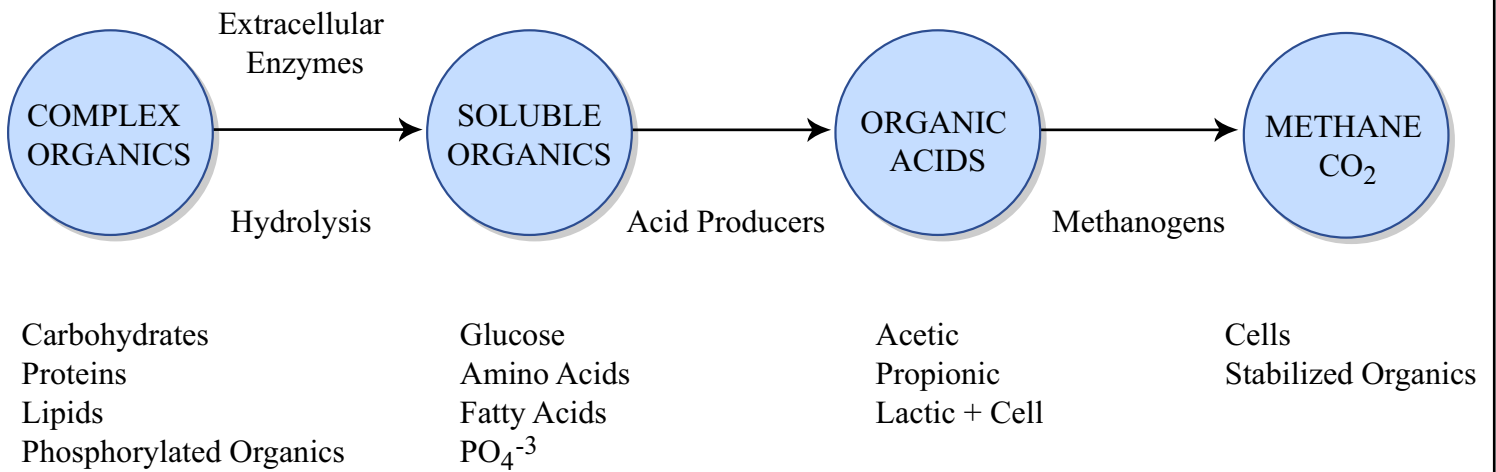 Extracellular
Enzymes
COMPLEX
ORGANICS
SOLUBLE
ORGANICS
ORGANIC
ACIDS
METHANE
CO₂
Hydrolysis
Acid Producers
Methanogens
Carbohydrates
Proteins
Lipids
Phosphorylated Organics
Glucose
Amino Acids
Fatty Acids
PO₄⁻³
Acetic
Propionic
Lactic + Cell
Cells
Stabilized Organics